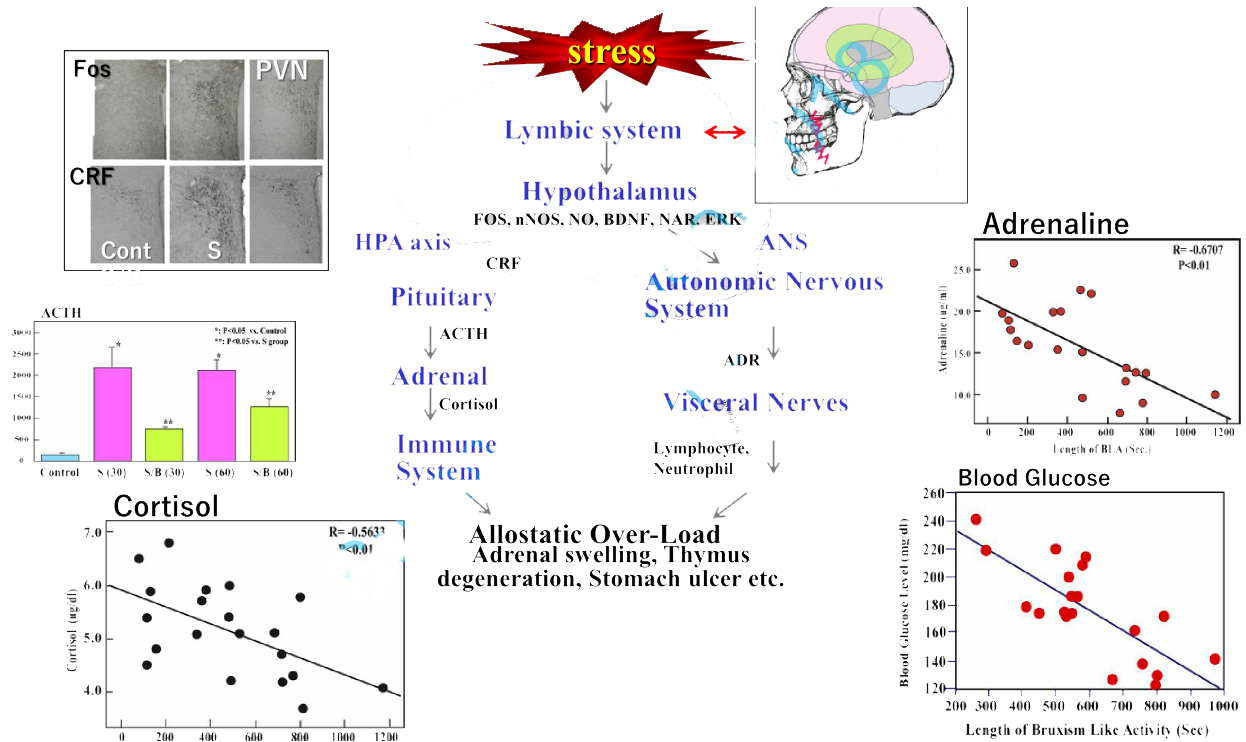 stress
Fos
PVN
CRF
Cont
S
Lymbic system
Hypothalamus
FOS, nNOS, NO, BDNF, NAR, ERK
HPA axis
ANS
CRF
Autonomic Nervous
System
Pituitary
ACTH
Adrenal
ADR
Cortisol
Visceral Nerves
Immune
System
Lymphocyte,
Neutrophil
Allostatic Over-Load
Adrenal swelling, Thymus
degeneration, Stomach ulcer etc.
ACTH
*: P<0.05 vs. Control
**: P<0.05 vs. S group
3000
2500
2000
1500
1000
500
0
*
**
*
**
Control
S (30)
S/B (30)
S (60)
S/B (60)
Cortisol
R= -0.5633
P<0.01
Cortisol (ug/dl)
7.0
6.0
5.0
4.0
0
200
400
600
800
1000
1200
Adrenaline
R= -0.6707
P<0.01
Adrenaline (ug/ml)
25.0
20.0
15.0
10.0
0
200
400
600
800
1000
1200
Length of BLA (Sec.)
Blood Glucose
Blood Glucose Level (mg/dl)
260
240
220
200
180
160
140
120
200
300
400
500
600
700
800
900
1000
Length of Bruxism Like Activity (Sec)